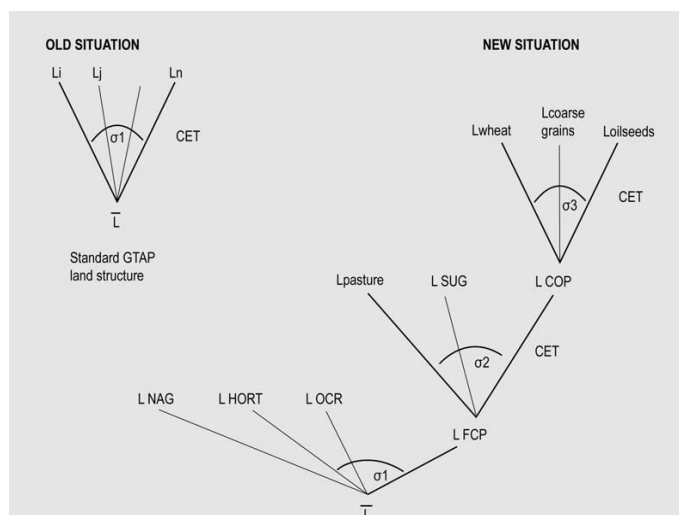 OLD SITUATION
Li Lj Ln
σ1 CET
L̅
Standard GTAP
land structure
NEW SITUATION
Lcoarse
Lwheat grains Loilseeds
σ3 CET
Lpasture L SUG L COP
σ2 CET
L NAG L HORT L OCR
L FCP
σ1
L̅